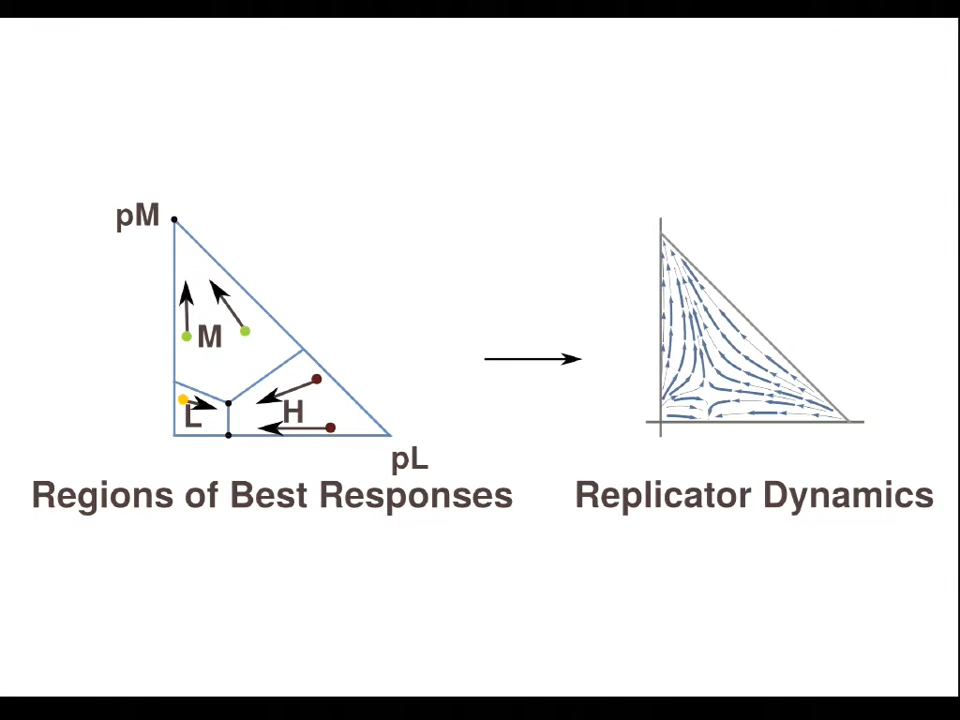 pM
M
L
H
pL
Regions of Best Responses
Replicator Dynamics